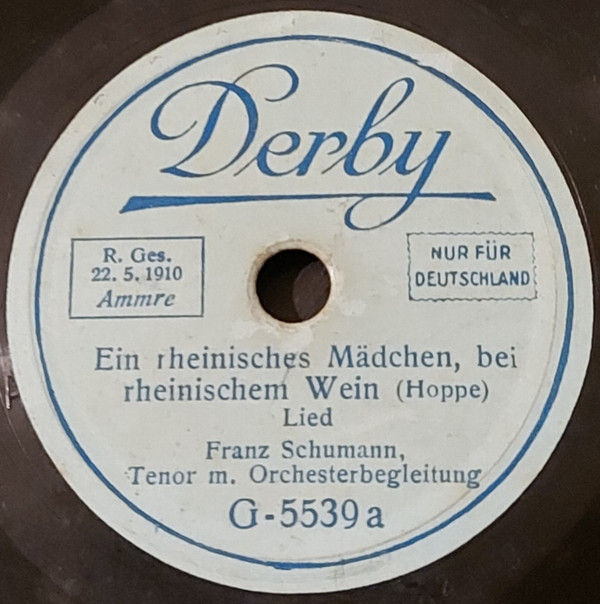 Derby
R. Ges.
22. 5. 1910
Ammre
NUR FÜR
DEUTSCHLAND
Ein rheinisches Mädchen, bei
rheinischem Wein (Hoppe)
Lied
Franz Schumann,
Tenor m. Orchesterbegleitung
G-5539a